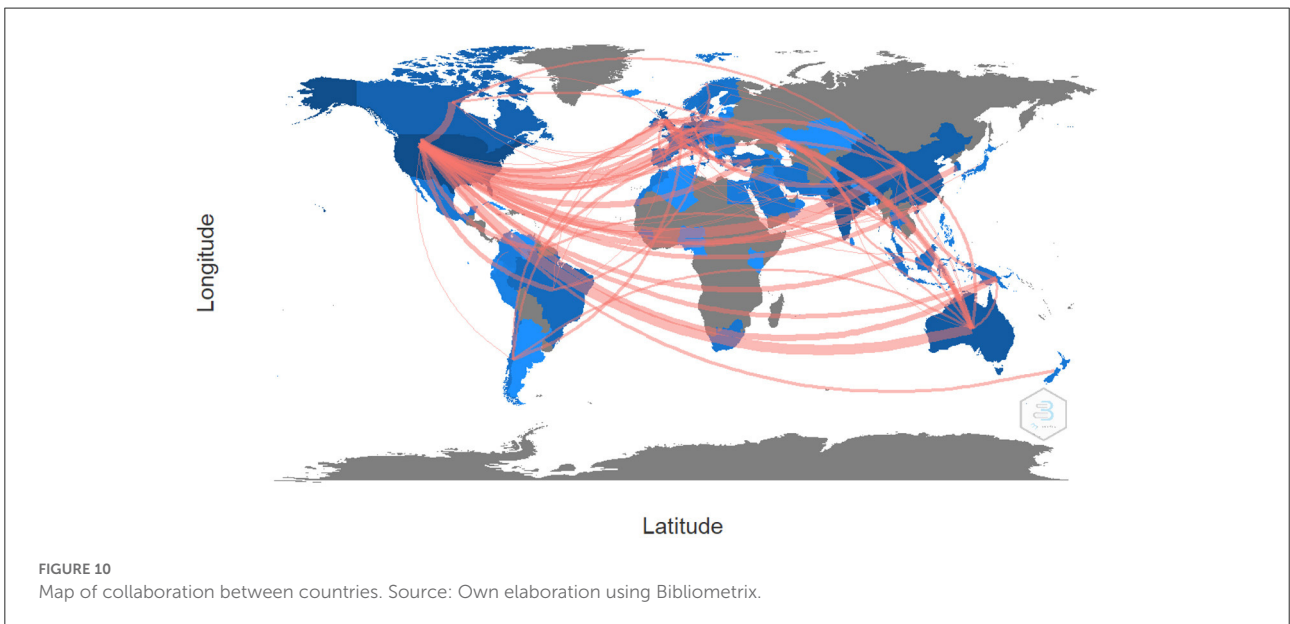 Longitude
Latitude
FIGURE 10
Map of collaboration between countries. Source: Own elaboration using Bibliometrix.